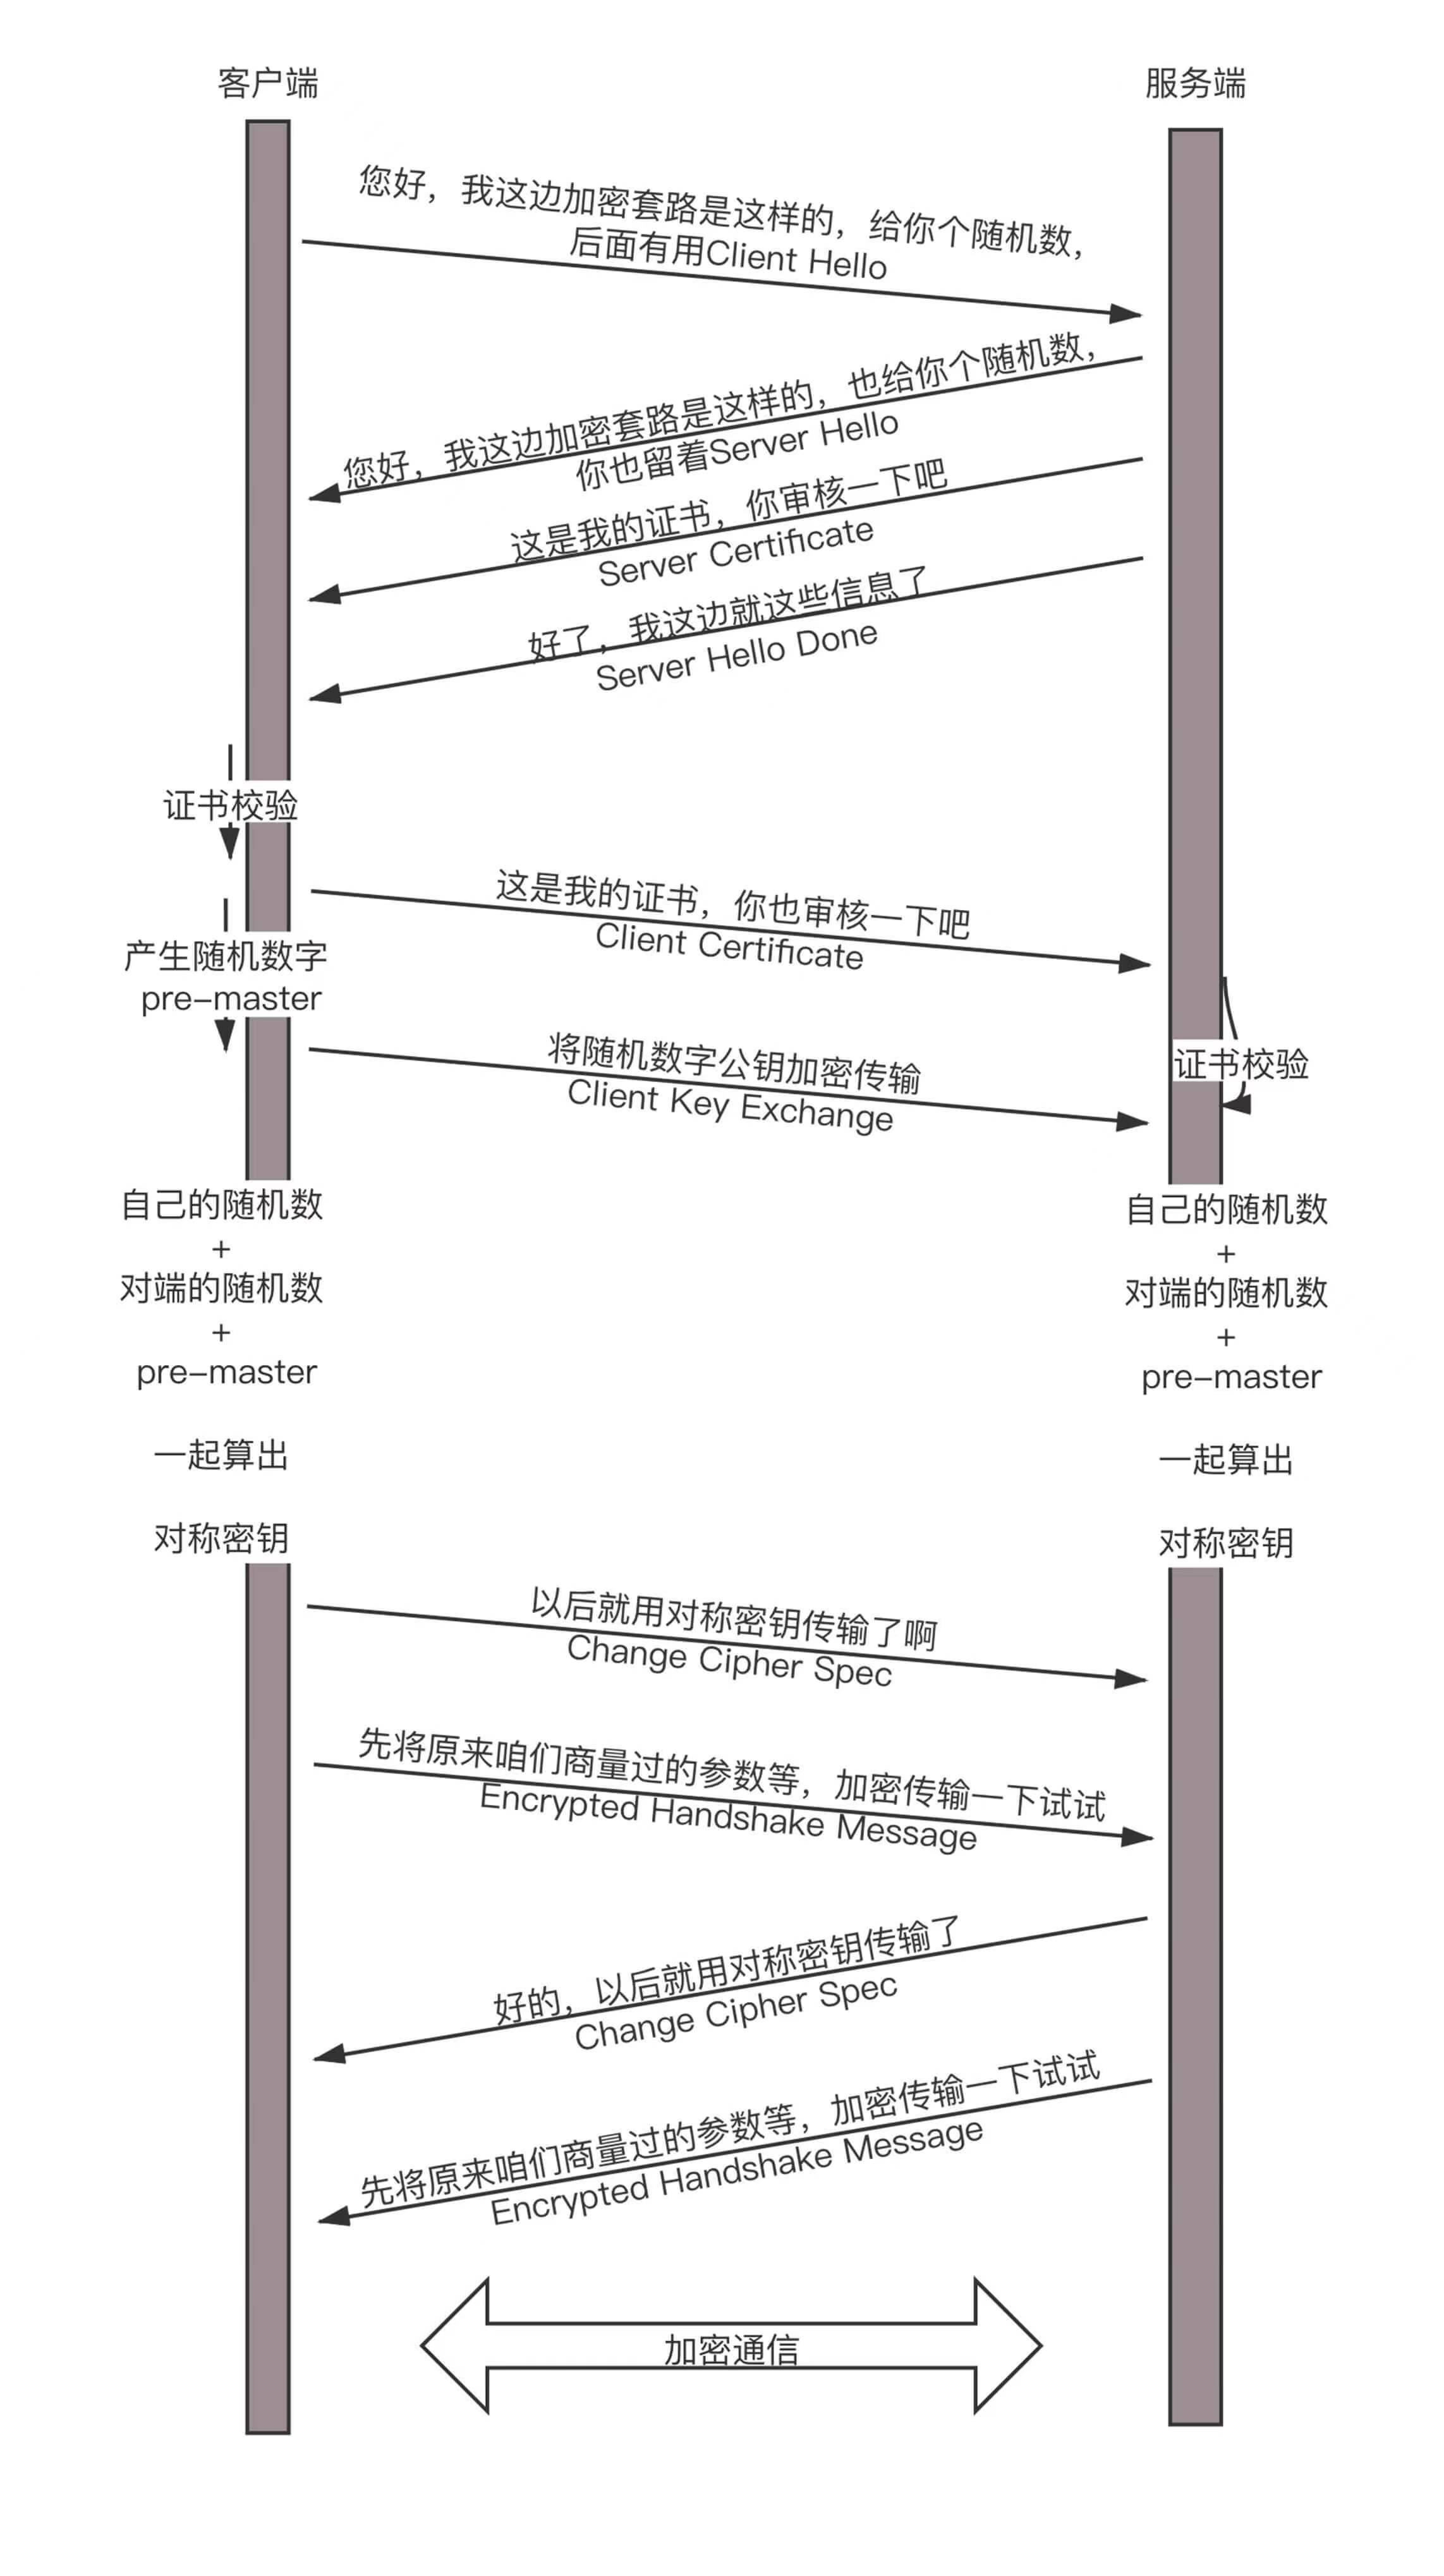 客户端
服务端
您好，我这边加密套路是这样的，给你个随机数，
后面有用Client Hello
您好，我这边加密套路是这样的，也给你个随机数，
你也留着Server Hello
这是我的证书，你审核一下吧
Server Certificate
好了，我这边就这些信息了
Server Hello Done
证书校验
这是我的证书，你也审核一下吧
Client Certificate
产生随机数字
pre-master
将随机数字公钥加密传输
Client Key Exchange
证书校验
自己的随机数
+
对端的随机数
+
pre-master
一起算出
对称密钥
自己的随机数
+
对端的随机数
+
pre-master
一起算出
对称密钥
以后就用对称密钥传输了啊
Change Cipher Spec
先将原来咱们商量过的参数等，加密传输一下试试
Encrypted Handshake Message
好的，以后就用对称密钥传输了
Change Cipher Spec
先将原来咱们商量过的参数等，加密传输一下试试
Encrypted Handshake Message
加密通信